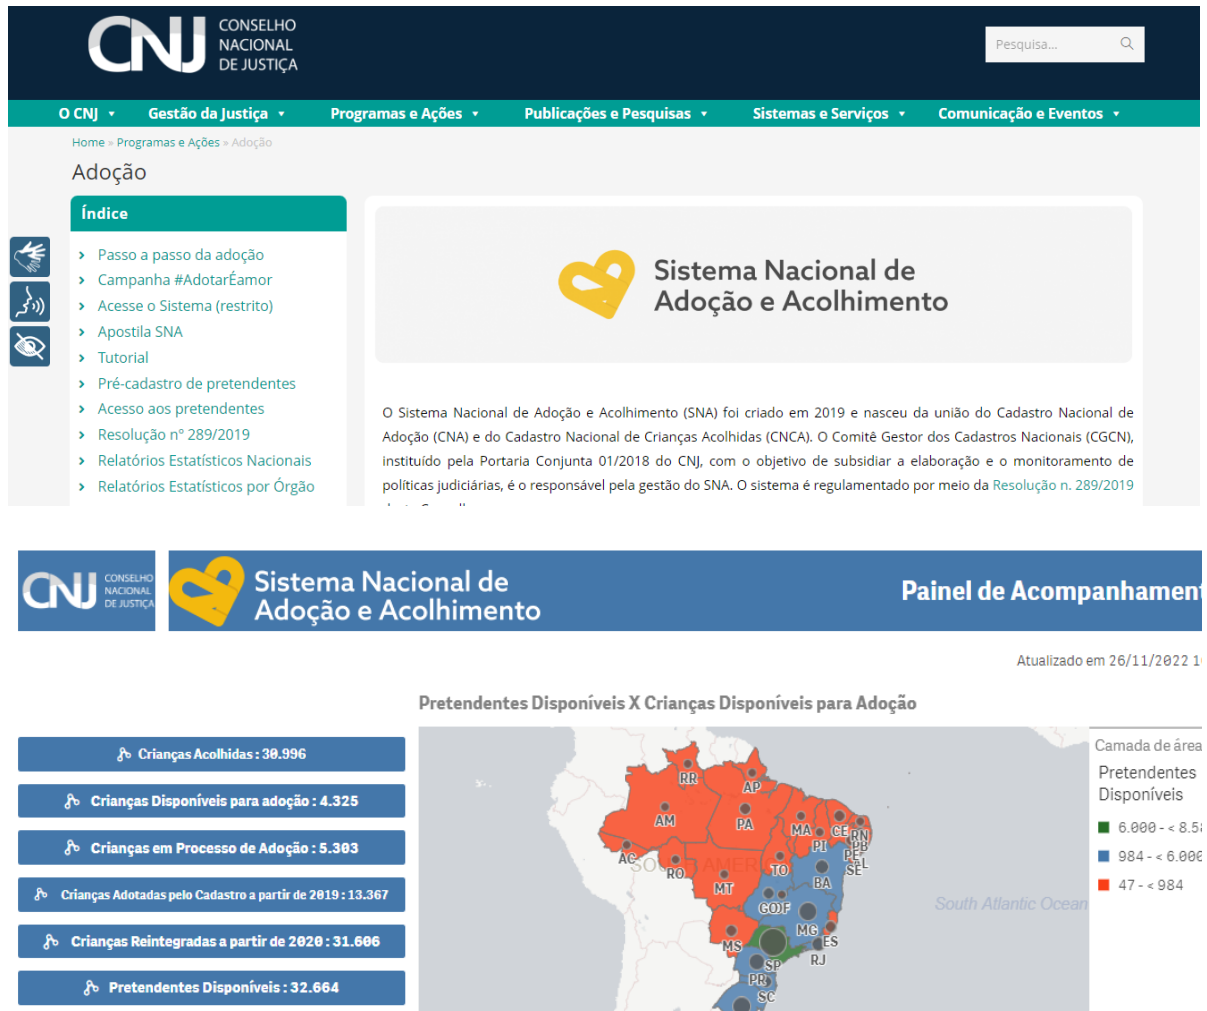 CNJ
CONSELHO
NACIONAL
DE JUSTIÇA
Pesquisa...
O CNJ
Gestão da Justiça
Programas e Ações
Publicações e Pesquisas
Sistemas e Serviços
Comunicação e Eventos
Home » Programas e Ações » Adoção
Adoção
Índice
Passo a passo da adoção
Campanha #AdotarÉamor
Acesse o Sistema (restrito)
Apostila SNA
Tutorial
Pré-cadastro de pretendentes
Acesso aos pretendentes
Resolução nº 289/2019
Relatórios Estatísticos Nacionais
Relatórios Estatísticos por Órgão
Sistema Nacional de
Adoção e Acolhimento
O Sistema Nacional de Adoção e Acolhimento (SNA) foi criado em 2019 e nasceu da união do Cadastro Nacional de
Adoção (CNA) e do Cadastro Nacional de Crianças Acolhidas (CNCA). O Comitê Gestor dos Cadastros Nacionais (CGCN),
instituído pela Portaria Conjunta 01/2018 do CNJ, com o objetivo de subsidiar a elaboração e o monitoramento de
políticas judiciárias, é o responsável pela gestão do SNA. O sistema é regulamentado por meio da Resolução n. 289/2019
CNJ
CONSELHO
NACIONAL
DE JUSTIÇA
Sistema Nacional de
Adoção e Acolhimento
Painel de Acompanhament
Atualizado em 26/11/2022 1
Pretendentes Disponíveis X Crianças Disponíveis para Adoção
Crianças Acolhidas : 30.996
Crianças Disponíveis para adoção : 4.325
Crianças em Processo de Adoção : 5.303
Crianças Adotadas pelo Cadastro a partir de 2019 : 13.367
Crianças Reintegradas a partir de 2020 : 31.606
Pretendentes Disponíveis : 32.664
RR
AP
AM
PA
MA
CE
RN
PB
PI
PE
AL
SE
AC
SOUTH AMERICA
RO
TO
MT
BA
GO
DF
MG
ES
MS
SP
RJ
PR
SC
South Atlantic Ocean
Camada de área
Pretendentes
Disponíveis
6.000 - < 8.58
984 - < 6.000
47 - < 984